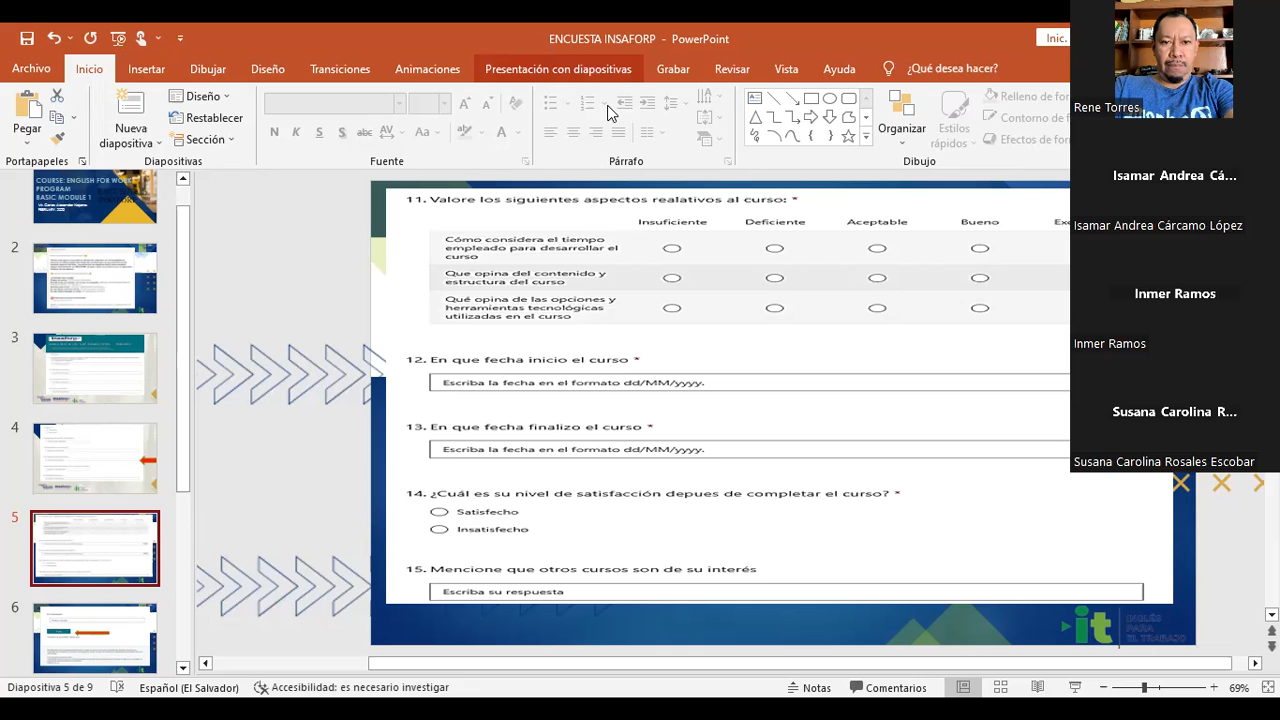 ENCUESTA INSAFORP - PowerPoint
Inic.
Archivo
Inicio
Insertar
Dibujar
Diseño
Transiciones
Animaciones
Presentación con diapositivas
Grabar
Revisar
Vista
Ayuda
¿Qué desea hacer?
Pegar
Nueva
diapositiva
Diseño
Restablecer
Sección
N
K
S
abc
AV
Aa
A
Organizar
Estilos
rápidos
Relleno de
Contorno de
Efectos de
Portapapeles
Diapositivas
Fuente
Párrafo
Dibujo
COURSE: ENGLISH FOR WORK
PROGRAM
BASIC MODULE 1
2
3
4
5
6
11. Valore los siguientes aspectos realativos al curso: *
Insuficiente
Deficiente
Aceptable
Bueno
Cómo considera el tiempo
empleado para desarrollar el
curso
Que opina del contenido y
estructura del curso
Qué opina de las opciones y
herramientas tecnológicas
utilizadas en el curso
12. En que fecha inicio el curso *
Escriba la fecha en el formato dd/MM/yyyy.
13. En que fecha finalizo el curso *
Escriba la fecha en el formato dd/MM/yyyy.
14. ¿Cuál es su nivel de satisfacción depues de completar el curso? *
Satisfecho
Insatisfecho
15. Mencione que otros cursos son de su interés
Escriba su respuesta
it
INGLÉS
PARA
EL TRABAJO
Rene Torres
Isamar Andrea Cá...
Isamar Andrea Cárcamo López
Inmer Ramos
Inmer Ramos
Susana Carolina R...
Susana Carolina Rosales Escobar
Diapositiva 5 de 9
Español (El Salvador)
Accesibilidad: es necesario investigar
Notas
Comentarios
69%